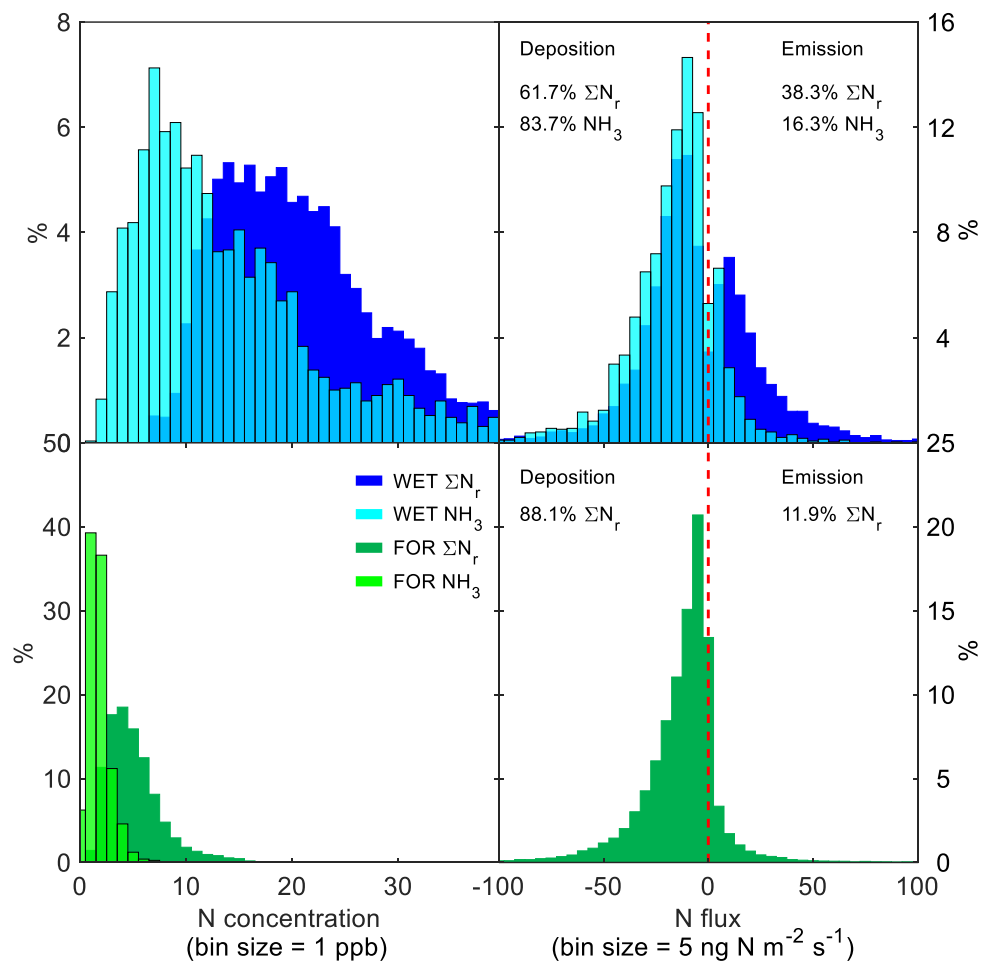 8
6
4
2
50
%
Deposition
61.7% ΣNr
83.7% NH3
Emission
38.3% ΣNr
16.3% NH3
16
12
8
4
25
%
40
30
20
10
0
%
WET ΣNr
WET NH3
FOR ΣNr
FOR NH3
0 10 20 30
N concentration
(bin size = 1 ppb)
Deposition
88.1% ΣNr
Emission
11.9% ΣNr
20
15
10
5
0
%
-100 -50 0 50 100
N flux
(bin size = 5 ng N m-2 s-1)